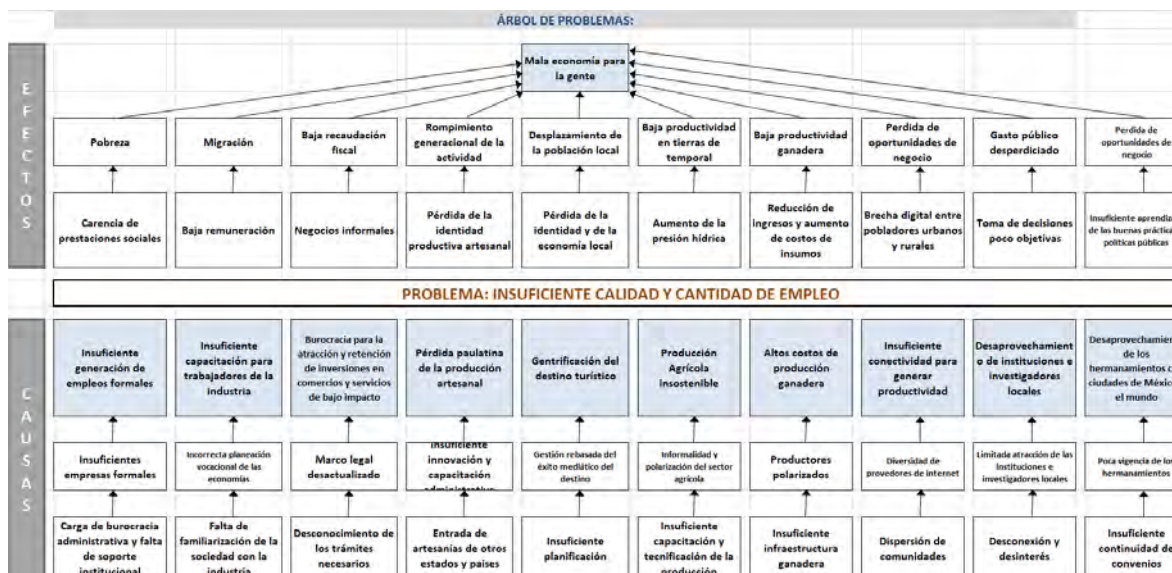 ÁRBOL DE PROBLEMAS:
EFECTOS
Mala economía para
la gente
Pobreza
Migración
Baja recaudación
fiscal
Rompimiento
generacional de la
actividad
Desplazamiento de
la población local
Baja productividad
en tierras de
temporal
Baja productividad
ganadera
Perdida de
oportunidades de
negocio
Gasto público
desperdiciado
Perdida de
oportunidades de
negocio
Carencia de
prestaciones sociales
Baja remuneración
Negocios informales
Pérdida de la
identidad
productiva artesanal
Pérdida de la
identidad y de la
economía local
Aumento de la
presión hídrica
Reducción de
ingresos y aumento
de costos de
insumos
Brecha digital entre
pobladores urbanos
y rurales
Toma de decisiones
poco objetivas
Insuficiente aprendiza
de las buenas práctica
políticas públicas
PROBLEMA: INSUFICIENTE CALIDAD Y CANTIDAD DE EMPLEO
CAUSAS
Insuficiente
generación de
empleos formales
Insuficiente
capacitación para
trabajadores de la
industria
Burocracia para la
atracción y retención
de inversiones en
comercios y servicios
de bajo impacto
Pérdida paulatina
de la producción
artesanal
Gentrificación del
destino turístico
Producción
Agrícola
insostenible
Altos costos de
producción
ganadera
Insuficiente
conectividad para
generar
productividad
Desaprovechamient
o de instituciones e
investigadores
locales
Desaprovechamien
de los
hermanamientos c
ciudades de Méxic
el mundo
Insuficientes
empresas formales
Incorrecta planeación
vocacional de las
economías
Marco legal
desactualizado
Insuficiente
innovación y
capacitación
administrativa
Gestión rebasada del
éxito mediático del
destino
Informalidad y
polarización del sector
agrícola
Productores
polarizados
Diversidad de
provedores de internet
Limitada atracción de las
Instituciones e
investigadores locales
Poca vigencia de los
hermanamientos
Carga de burocracia
administrativa y falta
de soporte
institucional
Falta de
familiarización de la
sociedad con la
industria
Desconocimiento de
los trámites
necesarios
Entrada de
artesanías de otros
estados y paises
Insuficiente
planificación
Insuficiente
capacitación y
tecnificación de la
producción
Insuficiente
infraestructura
ganadera
Dispersión de
comunidades
Desconexión y
desinterés
Insuficiente
continuidad de
convenios